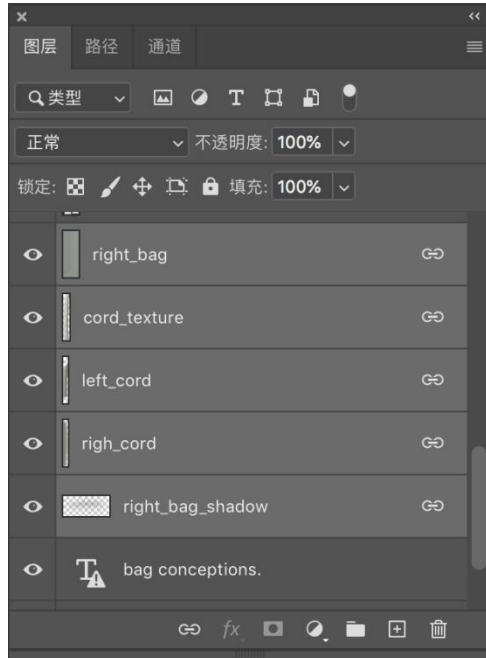 图层 路径 通道
类型
正常 不透明度: 100%
锁定: 填充: 100%
right_bag
cord_texture
left_cord
righ_cord
right_bag_shadow
bag conceptions.
fx